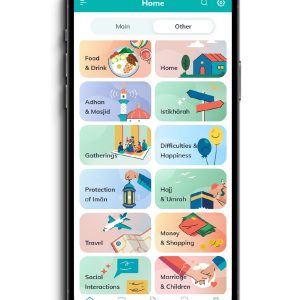 Home
Main
Other
Food
& Drink
Home
Adhan
& Masjid
Istikhārah
Gatherings
Difficulties &
Happiness
Protection
of Imān
Hajj
& Umrah
Travel
Money
& Shopping
Social
Interactions
Marriage
& Children